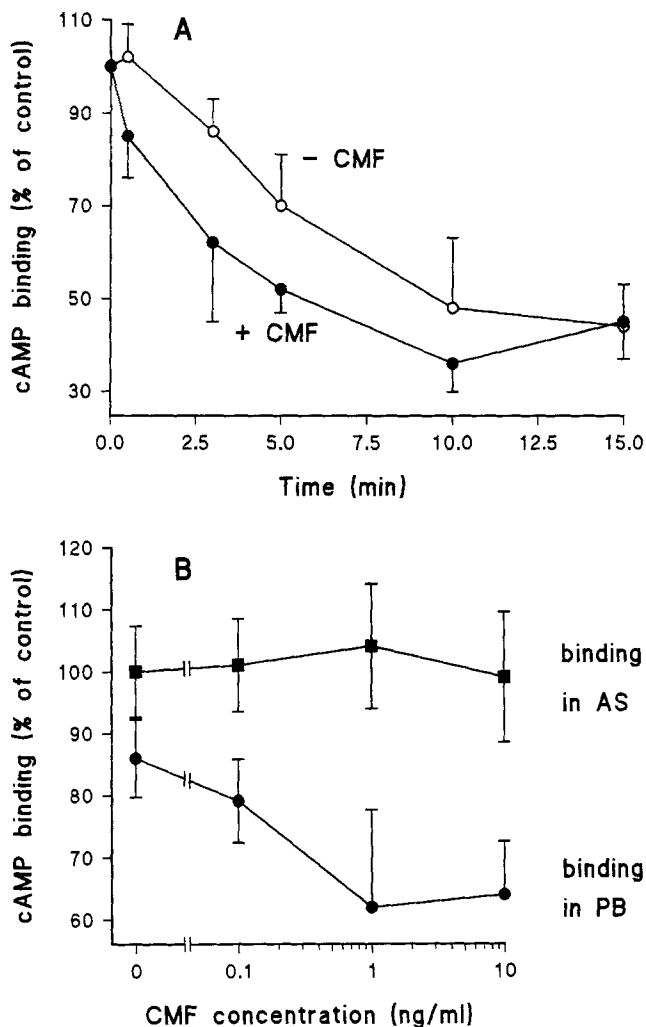 A
cAMP binding (% of control)
110
90
70
50
30
- CMF
+ CMF
0.0 2.5 5.0 7.5 10.0 12.5 15.0
Time (min)
B
cAMP binding (% of control)
120
110
100
90
80
70
60
binding
in AS
binding
in PB
0 0.1 1 10
CMF concentration (ng/ml)